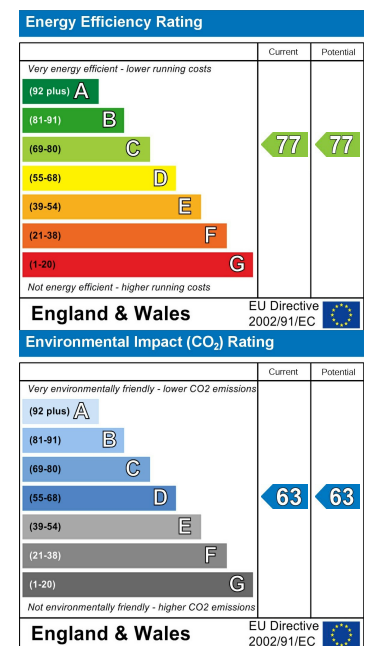 Energy Efficiency Rating
Current Potential
Very energy efficient - lower running costs
(92 plus) A
(81-91) B
(69-80) C 77 77
(55-68) D
(39-54) E
(21-38) F
(1-20) G
Not energy efficient - higher running costs
England & Wales EU Directive 2002/91/EC
Environmental Impact (CO₂) Rating
Current Potential
Very environmentally friendly - lower CO2 emissions
(92 plus) A
(81-91) B
(69-80) C
(55-68) D 63 63
(39-54) E
(21-38) F
(1-20) G
Not environmentally friendly - higher CO2 emissions
England & Wales EU Directive 2002/91/EC